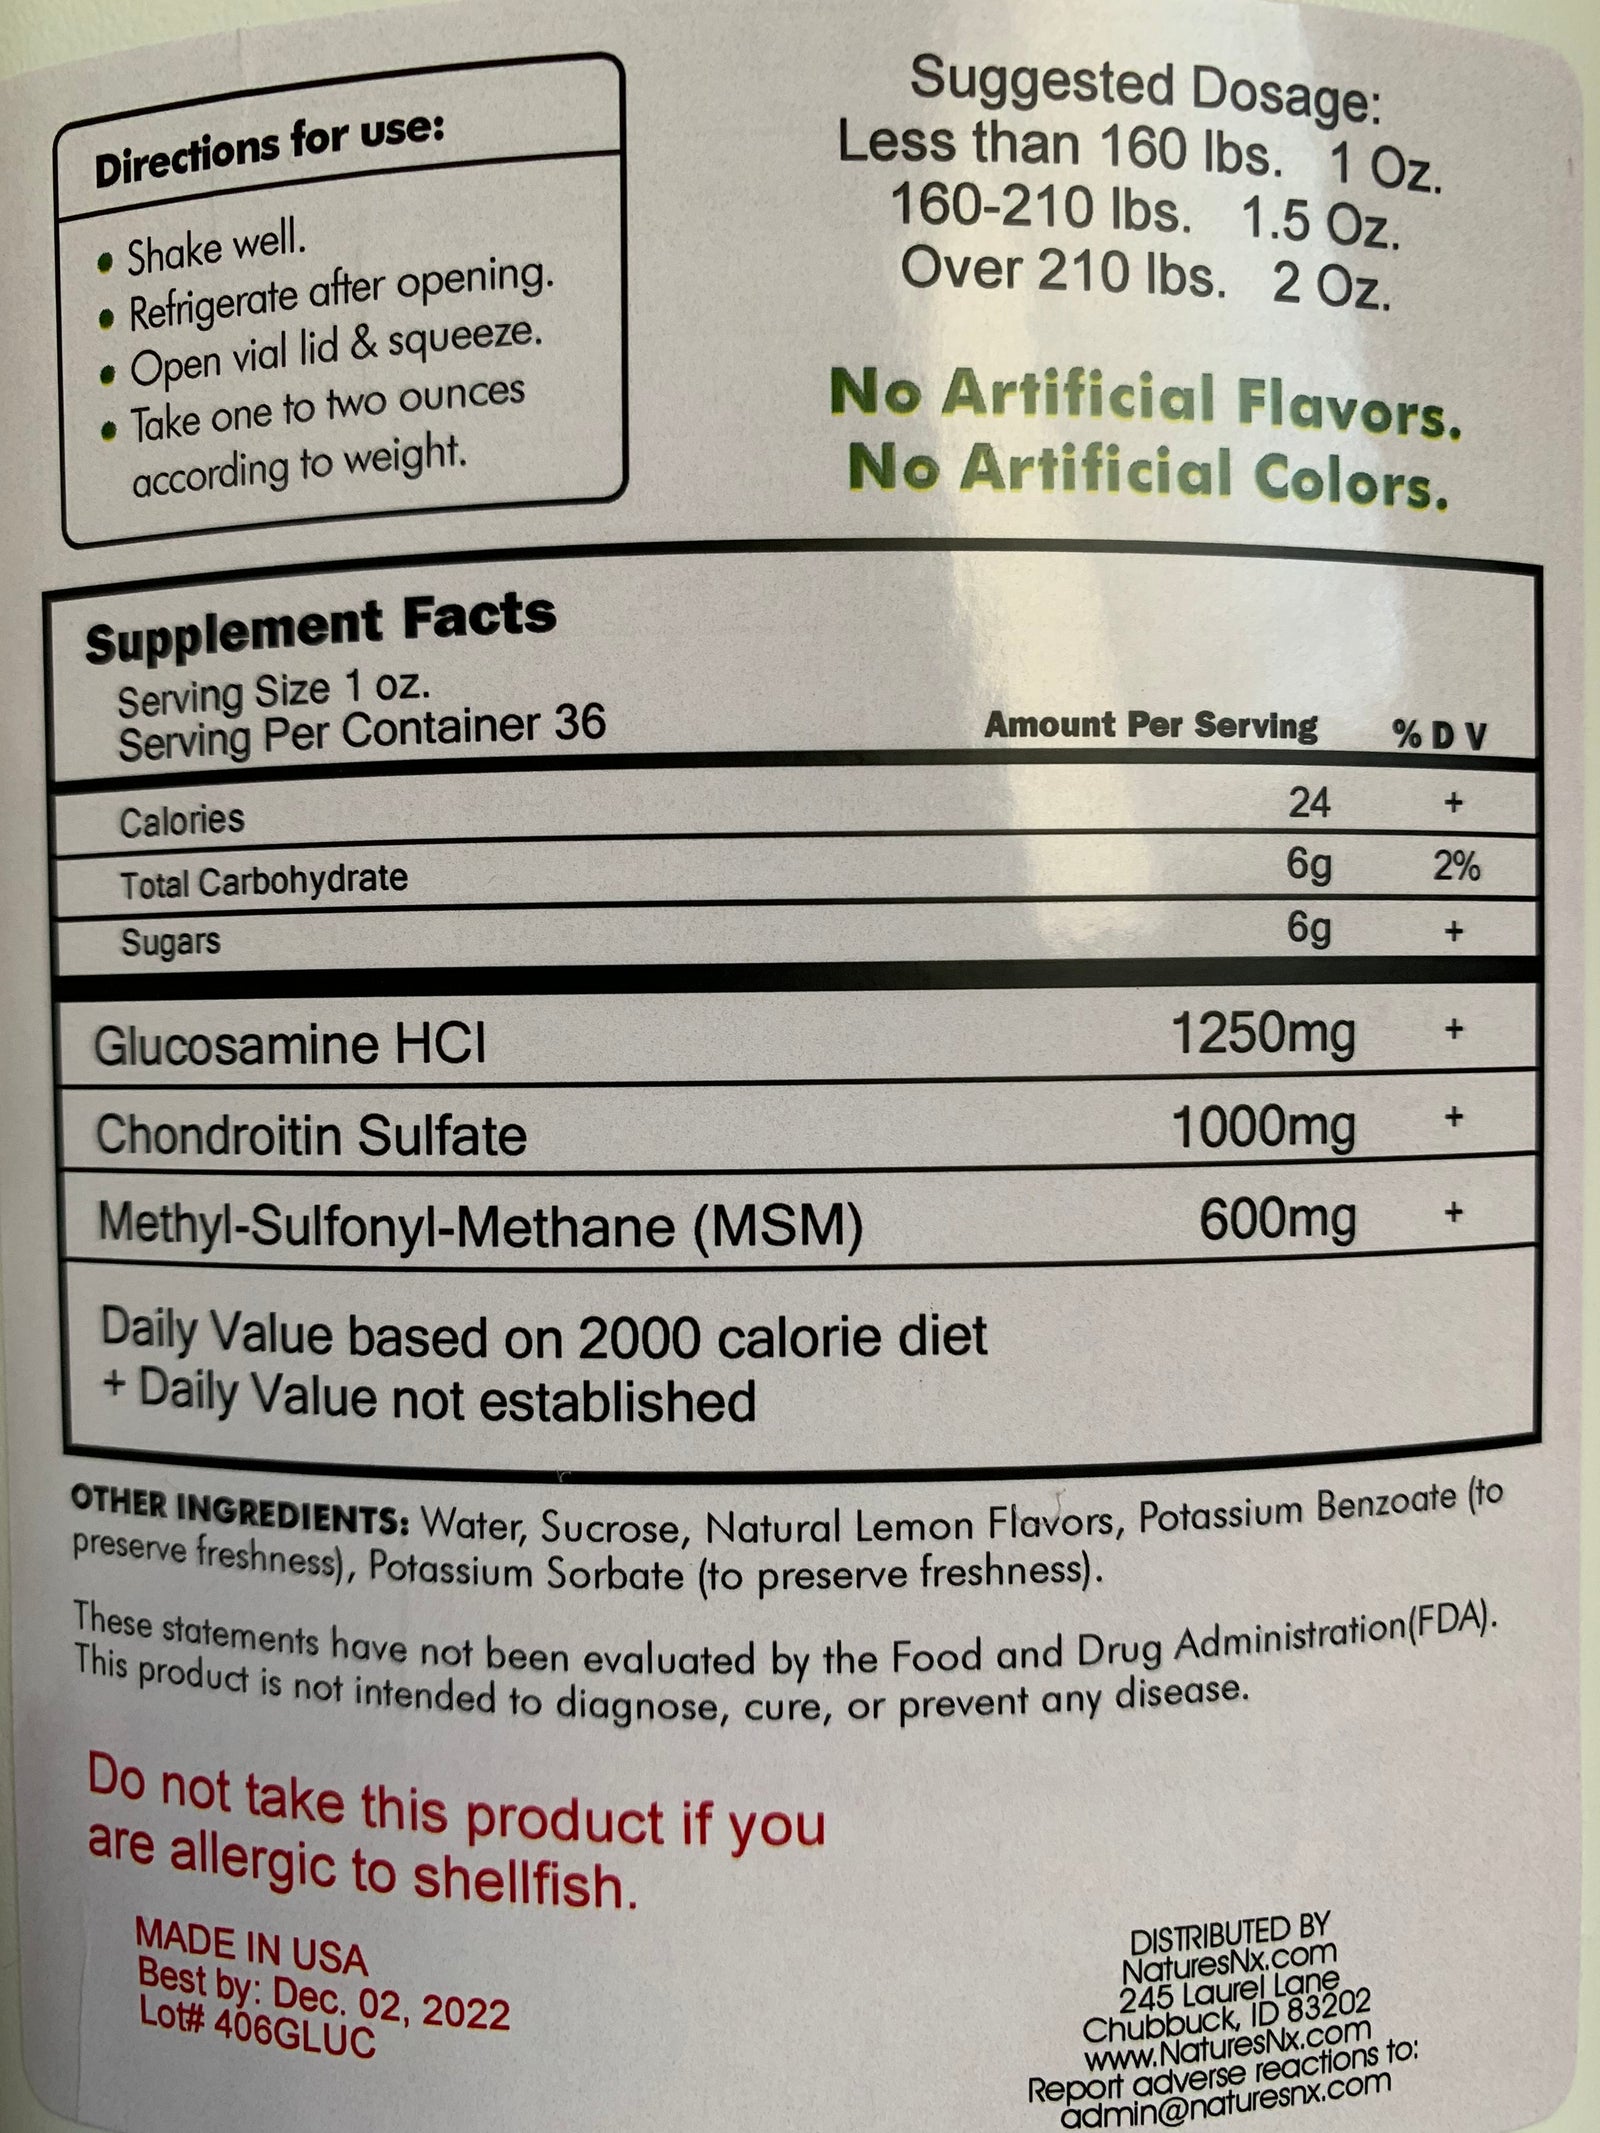 Directions for use:
• Shake well.
• Refrigerate after opening.
• Open vial lid & squeeze.
• Take one to two ounces
according to weight.
Suggested Dosage:
Less than 160 lbs. 1 Oz.
160-210 lbs. 1.5 Oz.
Over 210 lbs. 2 Oz.
No Artificial Flavors.
No Artificial Colors.
Supplement Facts
Serving Size 1 oz.
Serving Per Container 36
Amount Per Serving % D V
Calories 24 +
Total Carbohydrate 6g 2%
Sugars 6g +
Glucosamine HCl 1250mg +
Chondroitin Sulfate 1000mg +
Methyl-Sulfonyl-Methane (MSM) 600mg +
Daily Value based on 2000 calorie diet
+ Daily Value not established
OTHER INGREDIENTS: Water, Sucrose, Natural Lemon Flavors, Potassium Benzoate (to
preserve freshness), Potassium Sorbate (to preserve freshness).
These statements have not been evaluated by the Food and Drug Administration(FDA).
This product is not intended to diagnose, cure, or prevent any disease.
Do not take this product if you
are allergic to shellfish.
MADE IN USA
Best by: Dec. 02, 2022
Lot# 406GLUC
DISTRIBUTED BY
NaturesNx.com
245 Laurel Lane
Chubbuck, ID 83202
www.NaturesNx.com
Report adverse reactions to:
admin@naturesnx.com